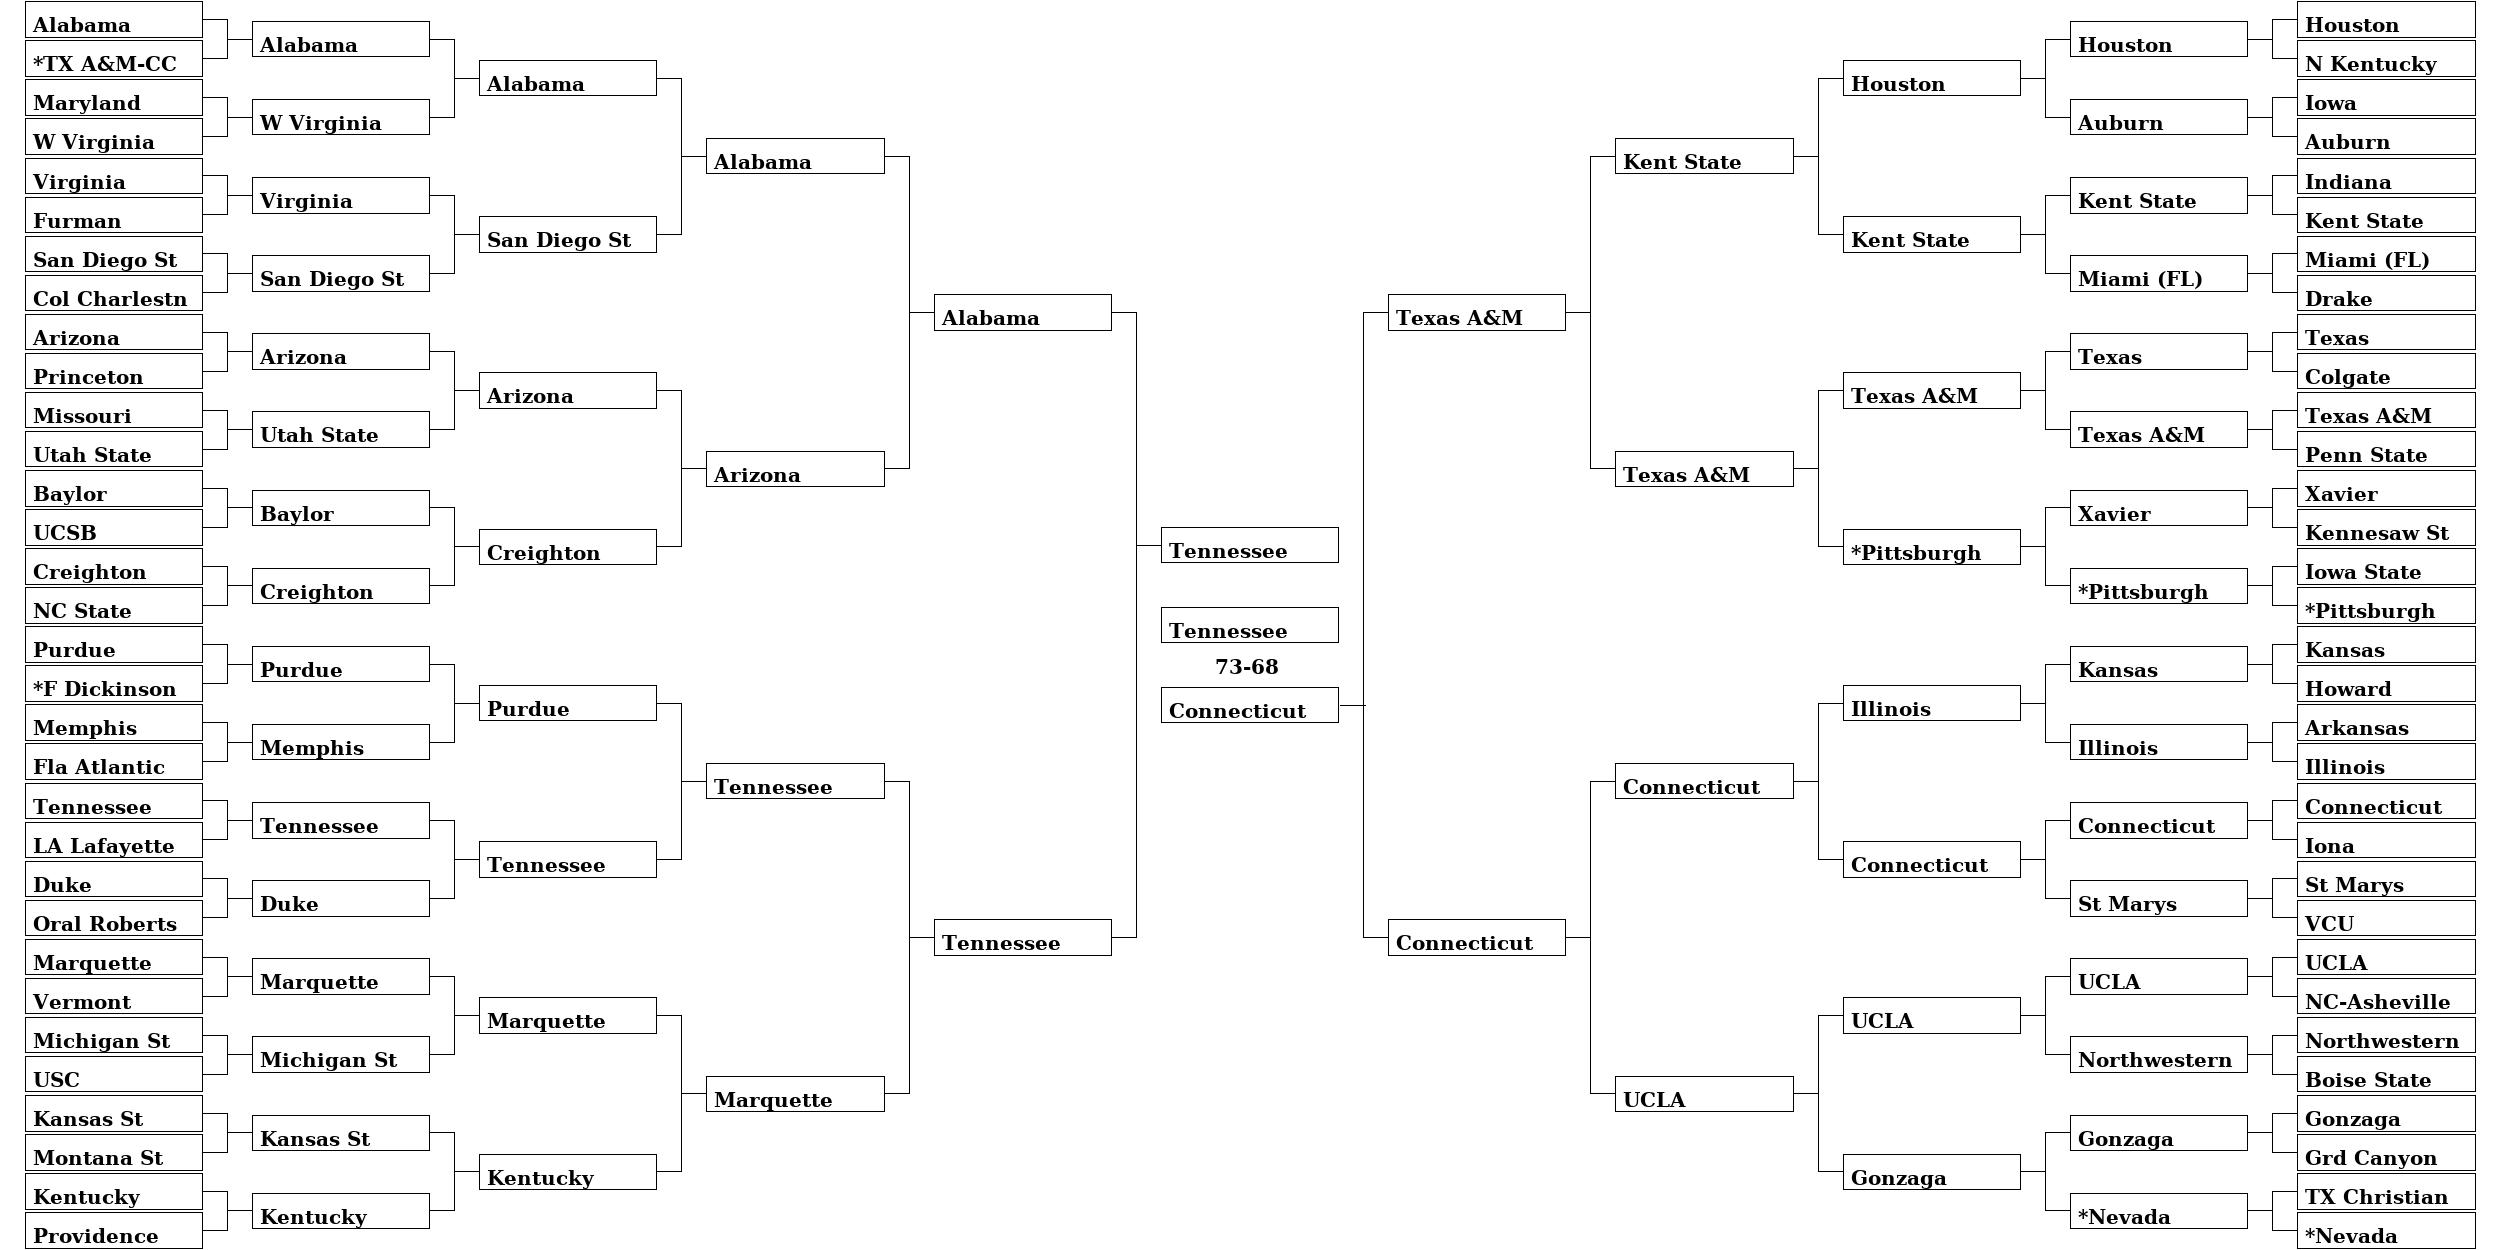 Alabama
*TX A&M-CC
Maryland
W Virginia
Virginia
Furman
San Diego St
Col Charlestn
Arizona
Princeton
Missouri
Utah State
Baylor
UCSB
Creighton
NC State
Purdue
*F Dickinson
Memphis
Fla Atlantic
Tennessee
LA Lafayette
Duke
Oral Roberts
Marquette
Vermont
Michigan St
USC
Kansas St
Montana St
Kentucky
Providence
Alabama
W Virginia
Virginia
San Diego St
Arizona
Utah State
Baylor
Creighton
Purdue
Memphis
Tennessee
Duke
Marquette
Michigan St
Kansas St
Kentucky
Alabama
San Diego St
Arizona
Creighton
Purdue
Tennessee
Marquette
Kentucky
Alabama
Arizona
Tennessee
Marquette
Alabama
Tennessee
Tennessee
Tennessee
73-68
Connecticut
Texas A&M
Connecticut
Kent State
Texas A&M
Connecticut
UCLA
Houston
Kent State
Texas A&M
*Pittsburgh
Illinois
Connecticut
UCLA
Gonzaga
Houston
Auburn
Kent State
Miami (FL)
Texas
Texas A&M
Xavier
*Pittsburgh
Kansas
Illinois
Connecticut
St Marys
UCLA
Northwestern
Gonzaga
*Nevada
Houston
N Kentucky
Iowa
Auburn
Indiana
Kent State
Miami (FL)
Drake
Texas
Colgate
Texas A&M
Penn State
Xavier
Kennesaw St
Iowa State
*Pittsburgh
Kansas
Howard
Arkansas
Illinois
Connecticut
Iona
St Marys
VCU
UCLA
NC-Asheville
Northwestern
Boise State
Gonzaga
Grd Canyon
TX Christian
*Nevada